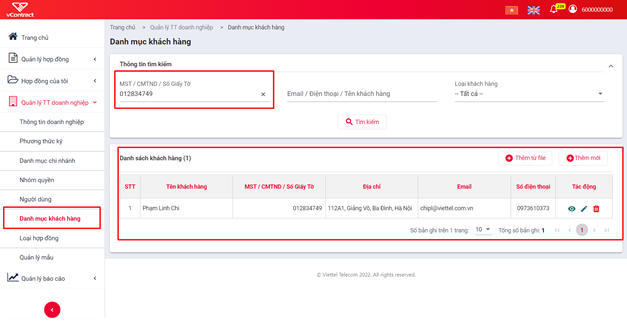 vContract
239
6000000000
Trang chủ
Quản lý hợp đồng
Hợp đồng của tôi
Quản lý TT doanh nghiệp
Thông tin doanh nghiệp
Phương thức ký
Danh mục chi nhánh
Nhóm quyền
Người dùng
Danh mục khách hàng
Loại hợp đồng
Quản lý mẫu
Quản lý báo cáo
Trang chủ > Quản lý TT doanh nghiệp > Danh mục khách hàng
Danh mục khách hàng
Thông tin tìm kiếm
MST / CMTND / Số Giấy Tờ
012834749
Email / Điện thoại / Tên khách hàng
Loại khách hàng
-- Tất cả --
Tìm kiếm
Danh sách khách hàng (1)
Thêm từ file
Thêm mới
STT Tên khách hàng MST / CMTND / Số Giấy Tờ Địa chỉ Email Số điện thoại Tác động
1 Phạm Linh Chi 012834749 112A1, Giảng Võ, Ba Đình, Hà Nội chipl@viettel.com.vn 0973610373
Số bản ghi trên 1 trang: 10 Tổng số bản ghi: 1 1
© Viettel Telecom 2022. All rights reserved.